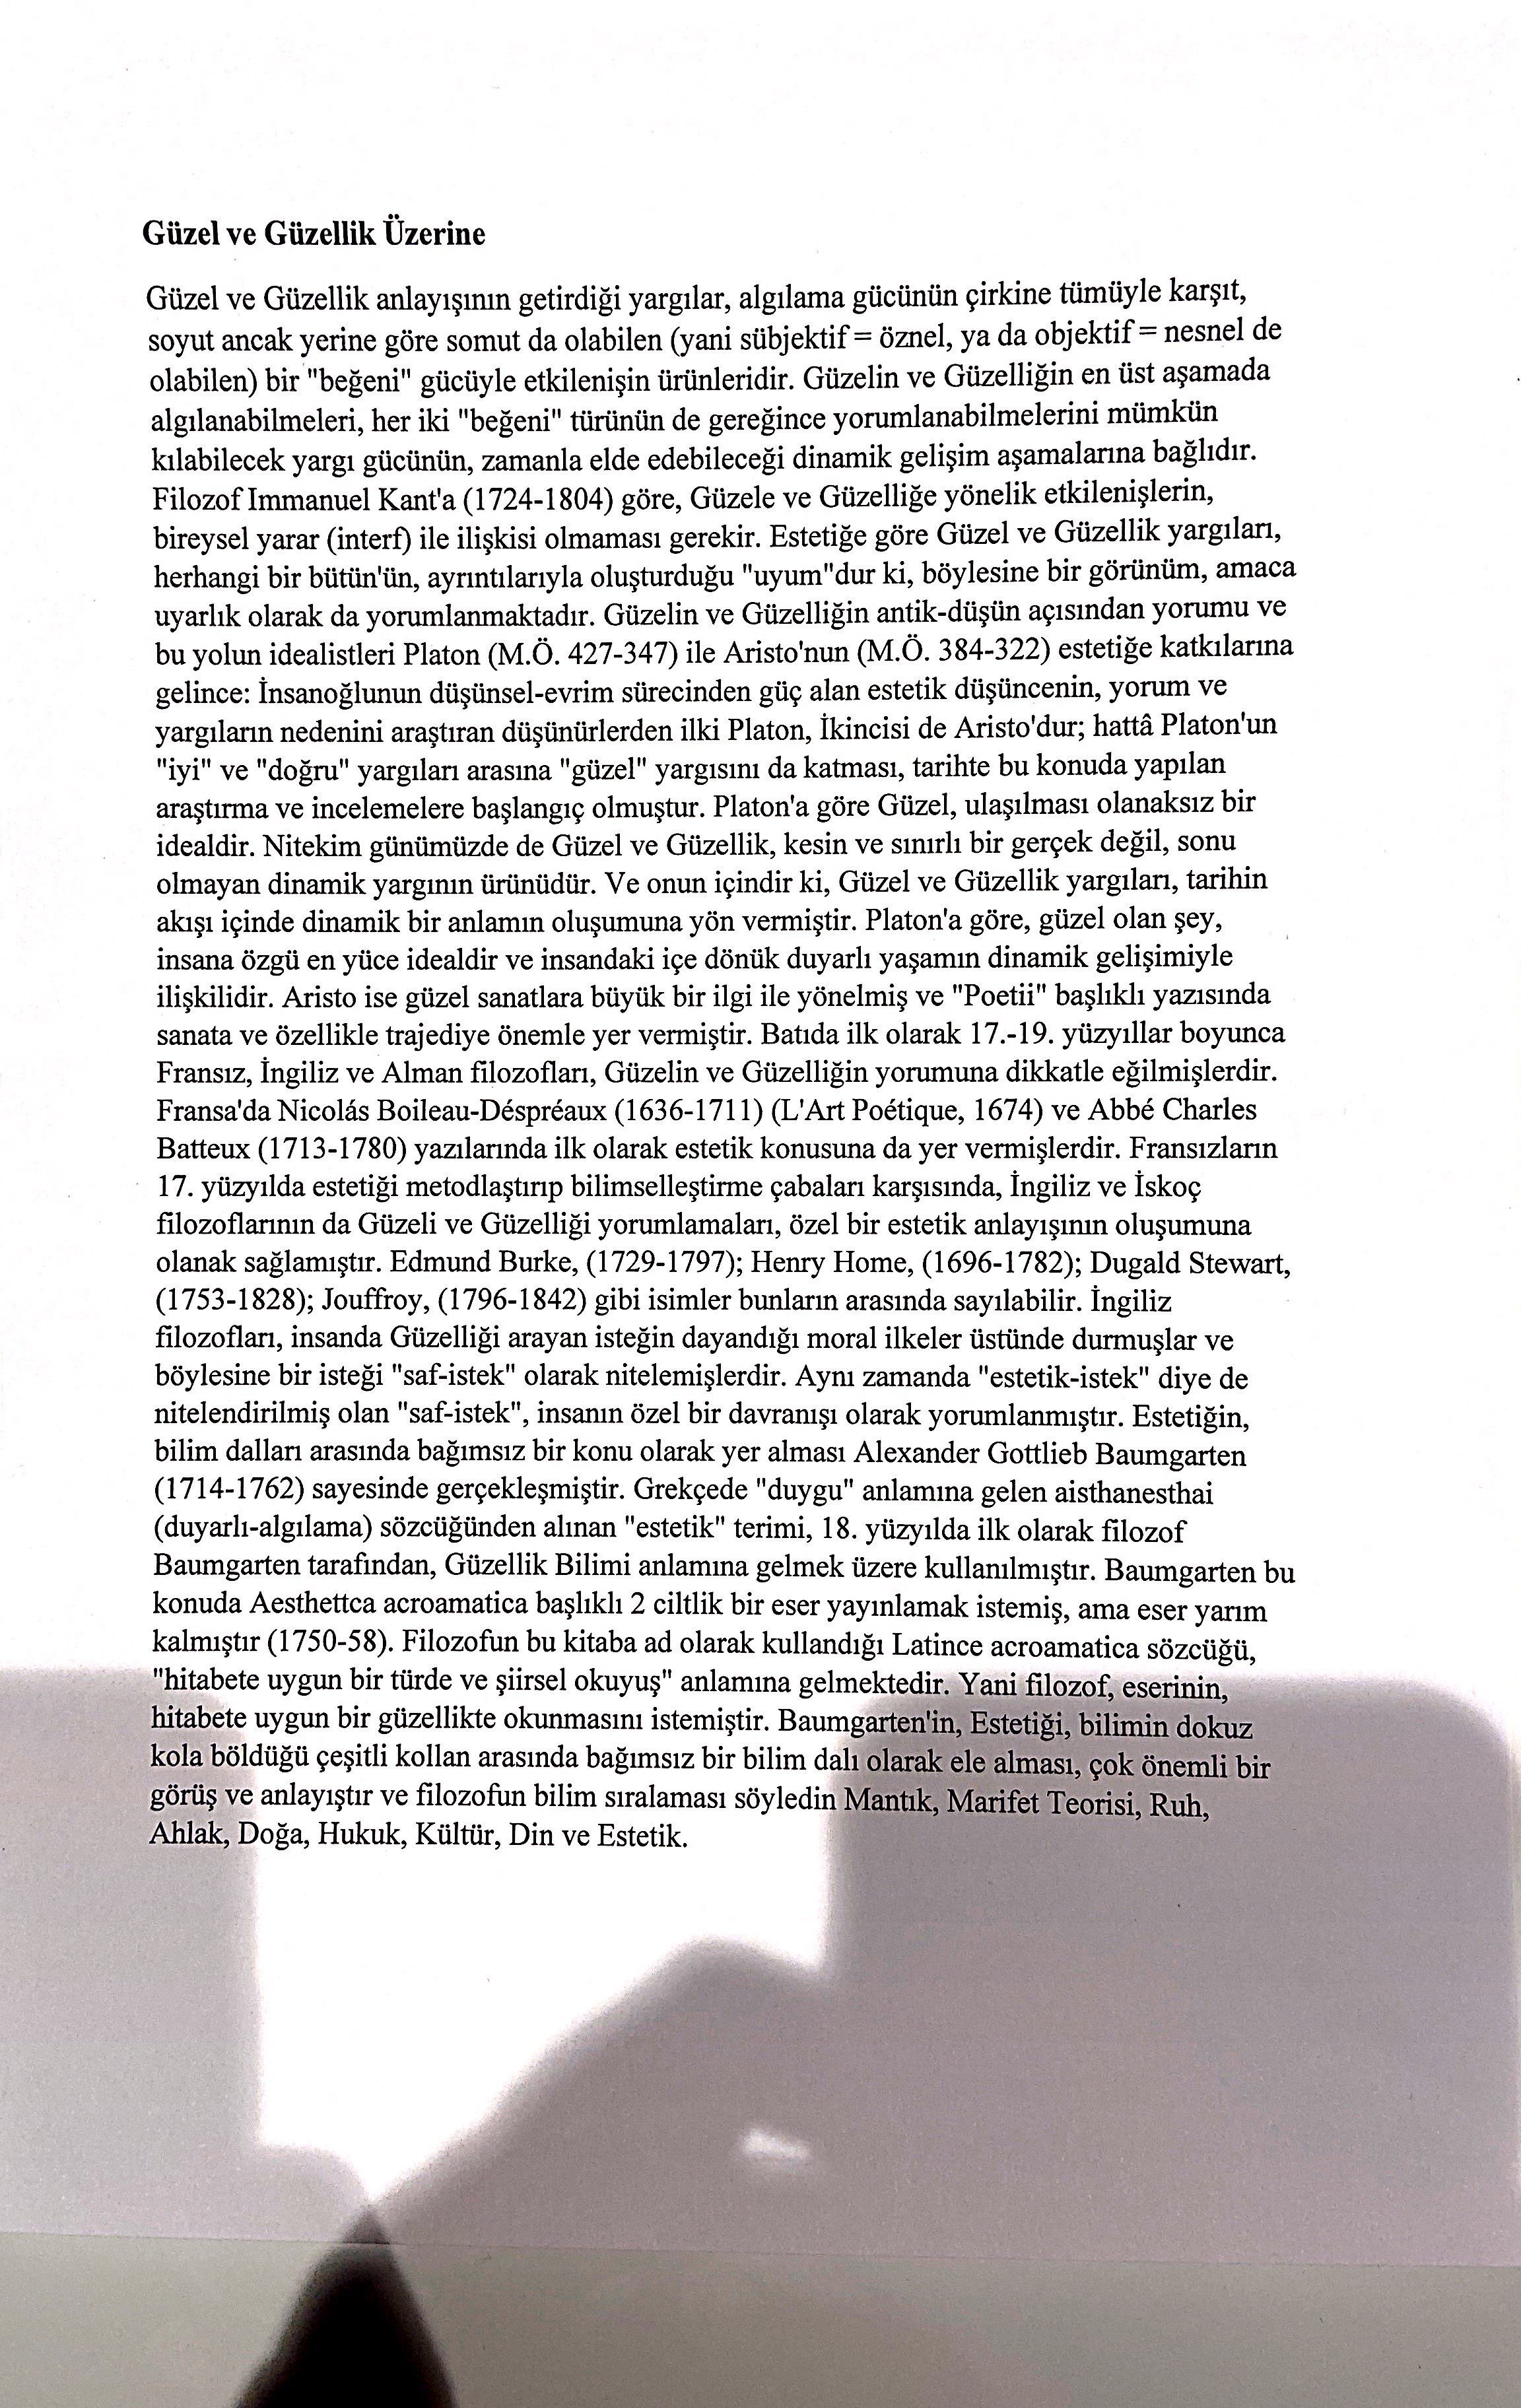 Güzel ve Güzellik Üzerine
Güzel ve Güzellik anlayışının getirdiği yargılar, algılama gücünün çirkine tümüyle karşıt,
soyut ancak yerine göre somut da olabilen (yani sübjektif = öznel, ya da objektif = nesnel de
olabilen) bir "beğeni" gücüyle etkilenişin ürünleridir. Güzelin ve Güzelliğin en üst aşamada
algılanabilmeleri, her iki "beğeni" türünün de gereğince yorumlanabilmelerini mümkün
kılabilecek yargı gücünün, zamanla elde edebileceği dinamik gelişim aşamalarına bağlıdır.
Filozof Immanuel Kant'a (1724-1804) göre, Güzele ve Güzelliğe yönelik etkilenişlerin,
bireysel yarar (interf) ile ilişkisi olmaması gerekir. Estetiğe göre Güzel ve Güzellik yargıları,
herhangi bir bütün'ün, ayrıntılarıyla oluşturduğu "uyum"dur ki, böylesine bir görünüm, amaca
uyarlık olarak da yorumlanmaktadır. Güzelin ve Güzelliğin antik-düşün açısından yorumu ve
bu yolun idealistleri Platon (M.Ö. 427-347) ile Aristo'nun (M.Ö. 384-322) estetiğe katkılarına
gelince: İnsanoğlunun düşünsel-evrim sürecinden güç alan estetik düşüncenin, yorum ve
yargıların nedenini araştıran düşünürlerden ilki Platon, İkincisi de Aristo'dur; hattâ Platon'un
"iyi" ve "doğru" yargıları arasına "güzel" yargısını da katması, tarihte bu konuda yapılan
araştırma ve incelemelere başlangıç olmuştur. Platon'a göre Güzel, ulaşılması olanaksız bir
idealdir. Nitekim günümüzde de Güzel ve Güzellik, kesin ve sınırlı bir gerçek değil, sonu
olmayan dinamik yargının ürünüdür. Ve onun içindir ki, Güzel ve Güzellik yargıları, tarihin
akışı içinde dinamik bir anlamın oluşumuna yön vermiştir. Platon'a göre, güzel olan şey,
insana özgü en yüce idealdir ve insandaki içe dönük duyarlı yaşamın dinamik gelişimiyle
ilişkilidir. Aristo ise güzel sanatlara büyük bir ilgi ile yönelmiş ve "Poetii" başlıklı yazısında
sanata ve özellikle trajediye önemle yer vermiştir. Batıda ilk olarak 17.-19. yüzyıllar boyunca
Fransız, İngiliz ve Alman filozofları, Güzelin ve Güzelliğin yorumuna dikkatle eğilmişlerdir.
Fransa'da Nicolás Boileau-Déspréaux (1636-1711) (L'Art Poétique, 1674) ve Abbé Charles
Batteux (1713-1780) yazılarında ilk olarak estetik konusuna da yer vermişlerdir. Fransızların
17. yüzyılda estetiği metodlaştırıp bilimselleştirme çabaları karşısında, İngiliz ve İskoç
filozoflarının da Güzeli ve Güzelliği yorumlamaları, özel bir estetik anlayışının oluşumuna
olanak sağlamıştır. Edmund Burke, (1729-1797); Henry Home, (1696-1782); Dugald Stewart,
(1753-1828); Jouffroy, (1796-1842) gibi isimler bunların arasında sayılabilir. İngiliz
filozofları, insanda Güzelliği arayan isteğin dayandığı moral ilkeler üstünde durmuşlar ve
böylesine bir isteği "saf-istek" olarak nitelemişlerdir. Aynı zamanda "estetik-istek" diye de
nitelendirilmiş olan "saf-istek", insanın özel bir davranışı olarak yorumlanmıştır. Estetiğin,
bilim dalları arasında bağımsız bir konu olarak yer alması Alexander Gottlieb Baumgarten
(1714-1762) sayesinde gerçekleşmiştir. Grekçede "duygu" anlamına gelen aisthanesthai
(duyarlı-algılama) sözcüğünden alınan "estetik" terimi, 18. yüzyılda ilk olarak filozof
Baumgarten tarafından, Güzellik Bilimi anlamına gelmek üzere kullanılmıştır. Baumgarten bu
konuda Aesthettca acroamatica başlıklı 2 ciltlik bir eser yayınlamak istemiş, ama eser yarım
kalmıştır (1750-58). Filozofun bu kitaba ad olarak kullandığı Latince acroamatica sözcüğü,
"hitabete uygun bir türde ve şiirsel okuyuş" anlamına gelmektedir. Yani filozof, eserinin,
hitabete uygun bir güzellikte okunmasını istemiştir. Baumgarten'in, Estetiği, bilimin dokuz
kola böldüğü çeşitli kollan arasında bağımsız bir bilim dalı olarak ele alması, çok önemli bir
görüş ve anlayıştır ve filozofun bilim sıralaması söyledin Mantık, Marifet Teorisi, Ruh,
Ahlak, Doğa, Hukuk, Kültür, Din ve Estetik.